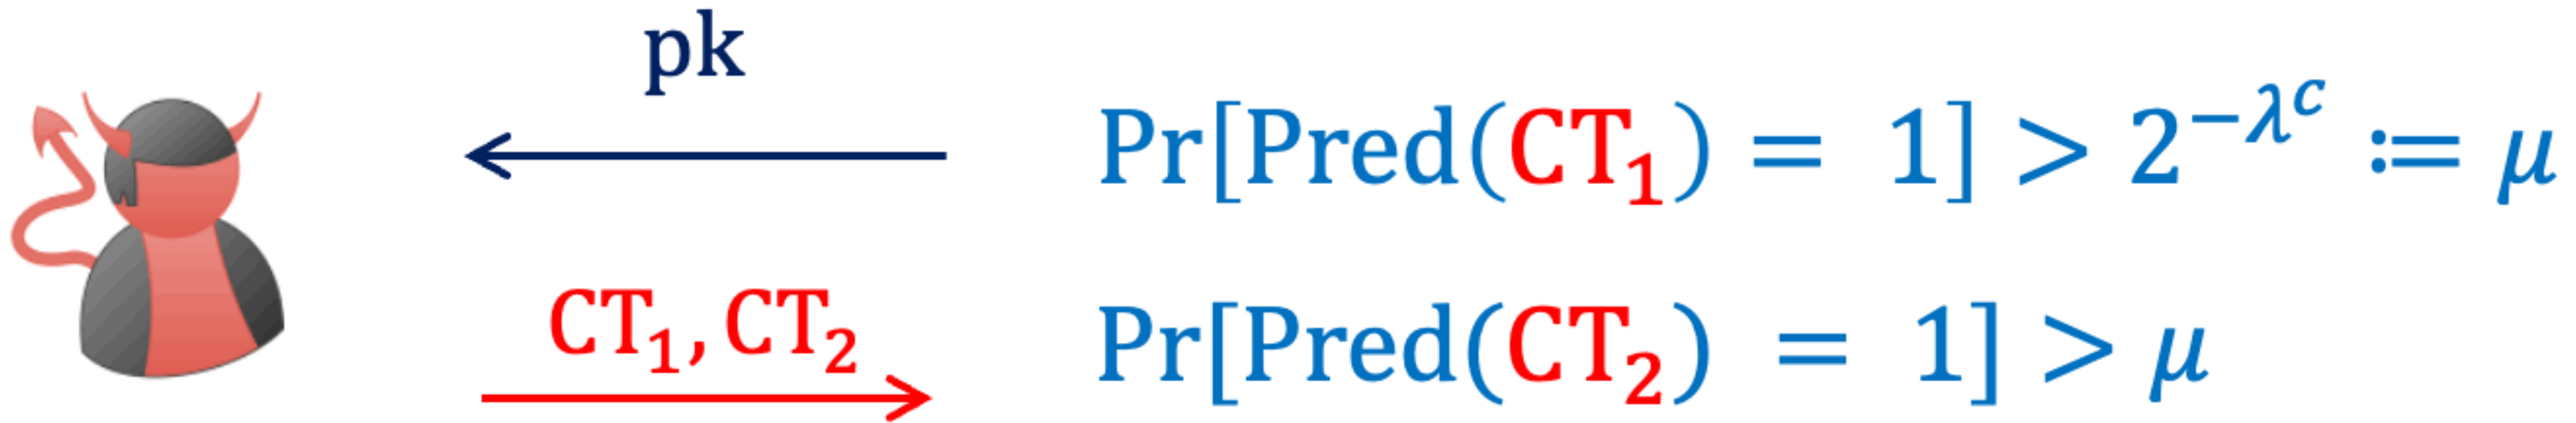 pk
Pr[Pred(CT₁) = 1] > 2^{-λ^c} := μ
CT₁, CT₂
Pr[Pred(CT₂) = 1] > μ